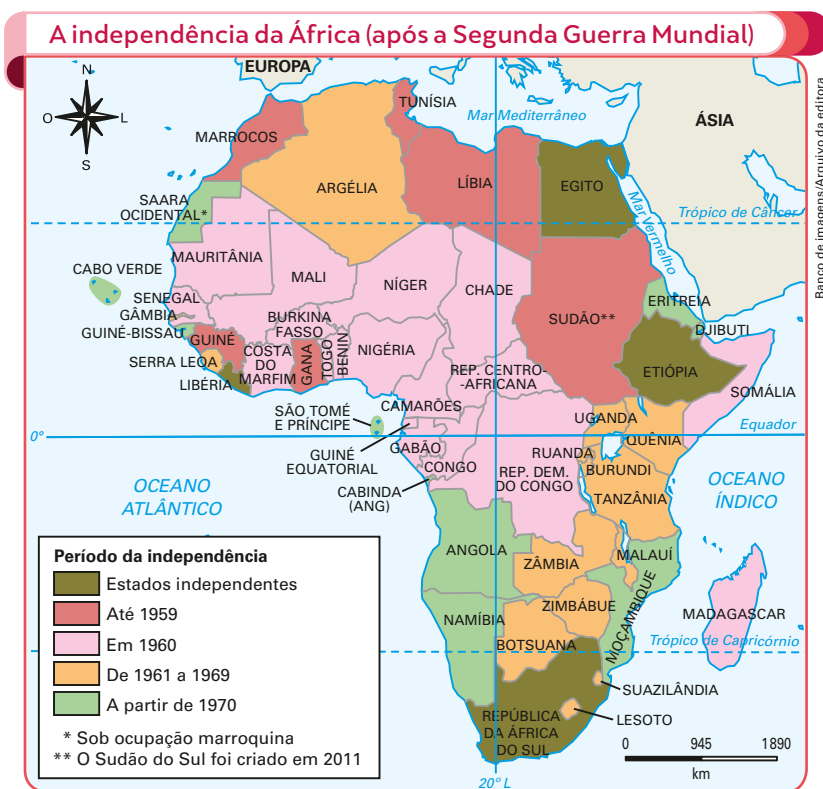 A independência da África (após a Segunda Guerra Mundial)
EUROPA
N
O
L
S
TUNÍSIA
Mar Mediterrâneo
ÁSIA
MARROCOS
ARGÉLIA
LÍBIA
EGITO
SAARA
OCIDENTAL*
Trópico de Câncer
Mar Vermelho
MAURITÂNIA
CABO VERDE
MALI
NÍGER
CHADE
SUDÃO**
ERITREIA
SENEGAL
GÂMBIA
GUINÉ-BISSAU
GUINÉ
BURKINA
FASSO
DJIBUTI
SERRA LEOA
LIBÉRIA
COSTA
DO
MARFIM
GANA
TOGO
BENIN
NIGÉRIA
REP. CENTRO-
-AFRICANA
ETIÓPIA
SOMÁLIA
SÃO TOMÉ
E PRÍNCIPE
CAMARÕES
UGANDA
Equador
0°
GUINÉ
EQUATORIAL
GABÃO
CONGO
RUANDA
QUÊNIA
REP. DEM.
DO CONGO
BURUNDI
CABINDA
(ANG)
TANZÂNIA
OCEANO
ATLÂNTICO
OCEANO
ÍNDICO
ANGOLA
ZÂMBIA
MALAUÍ
MOÇAMBIQUE
ZIMBÁBUE
NAMÍBIA
BOTSUANA
MADAGASCAR
Trópico de Capricórnio
SUAZILÂNDIA
LESOTO
REPÚBLICA
DA ÁFRICA
DO SUL
20° L
0 945 1890
km
Período da independência
Estados independentes
Até 1959
Em 1960
De 1961 a 1969
A partir de 1970
* Sob ocupação marroquina
** O Sudão do Sul foi criado em 2011
Banco de imagens/Arquivo da editora